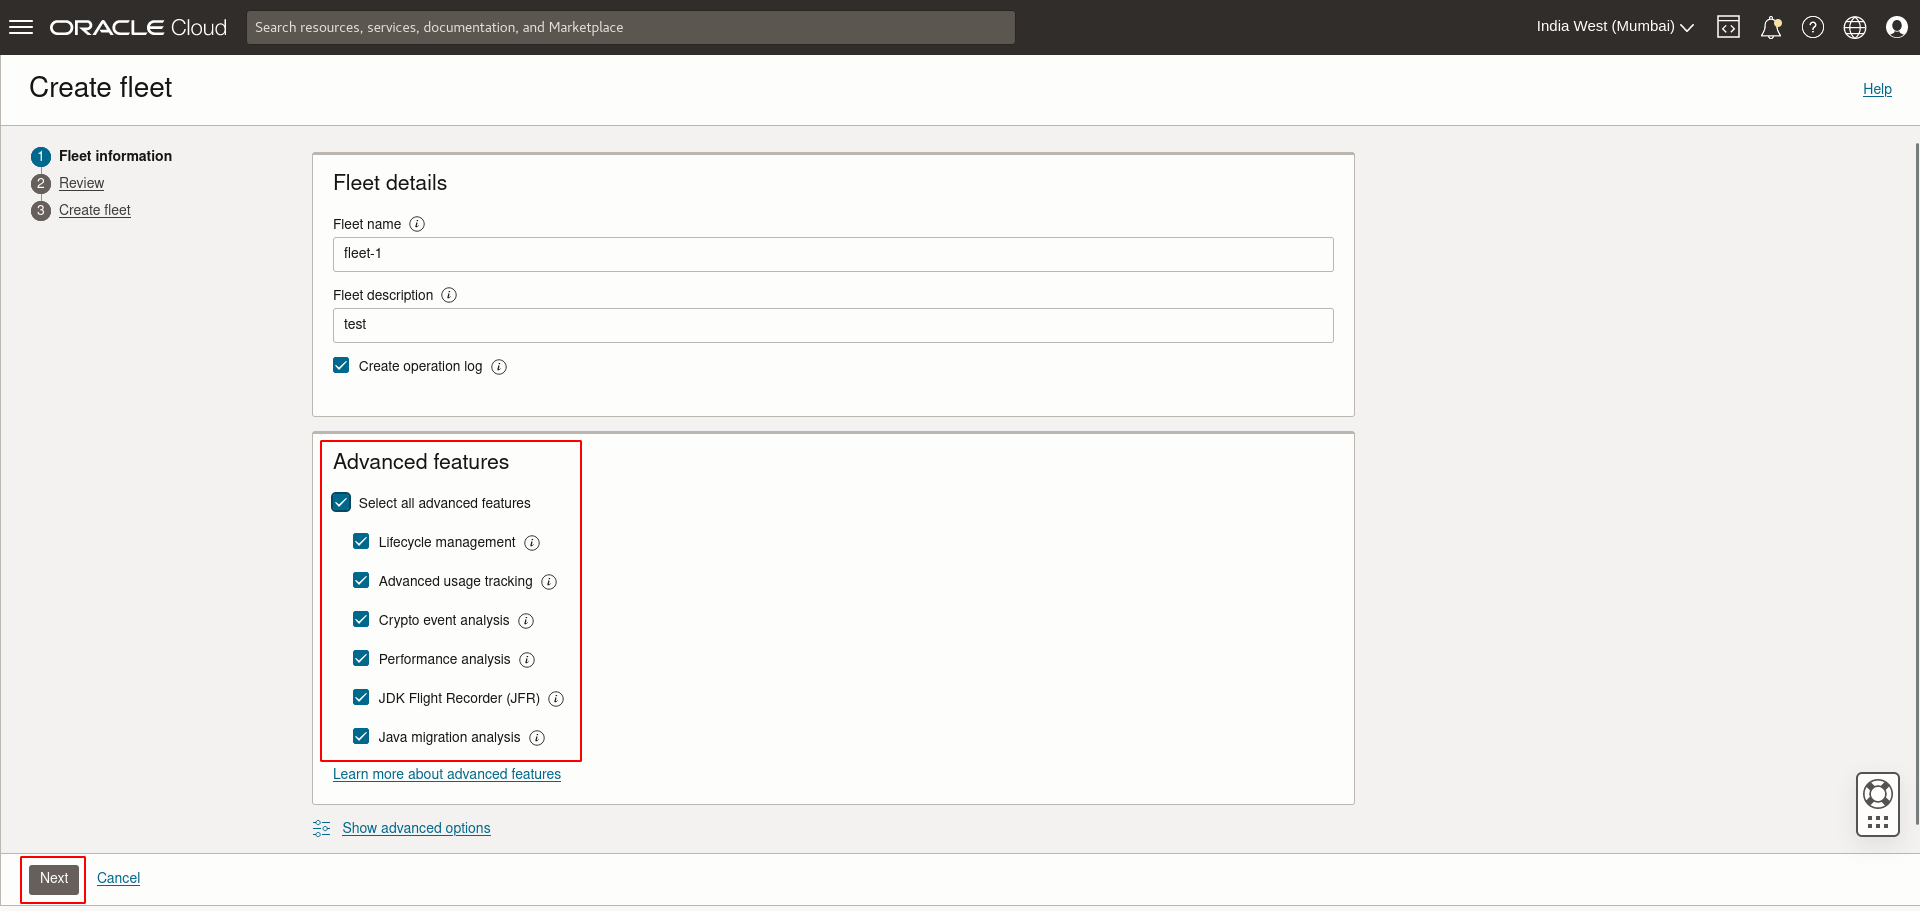 ORACLE Cloud
Search resources, services, documentation, and Marketplace
India West (Mumbai)
Create fleet
Help
1 Fleet information
2 Review
3 Create fleet
Fleet details
Fleet name
fleet-1
Fleet description
test
Create operation log
Advanced features
Select all advanced features
Lifecycle management
Advanced usage tracking
Crypto event analysis
Performance analysis
JDK Flight Recorder (JFR)
Java migration analysis
Learn more about advanced features
Show advanced options
Next
Cancel